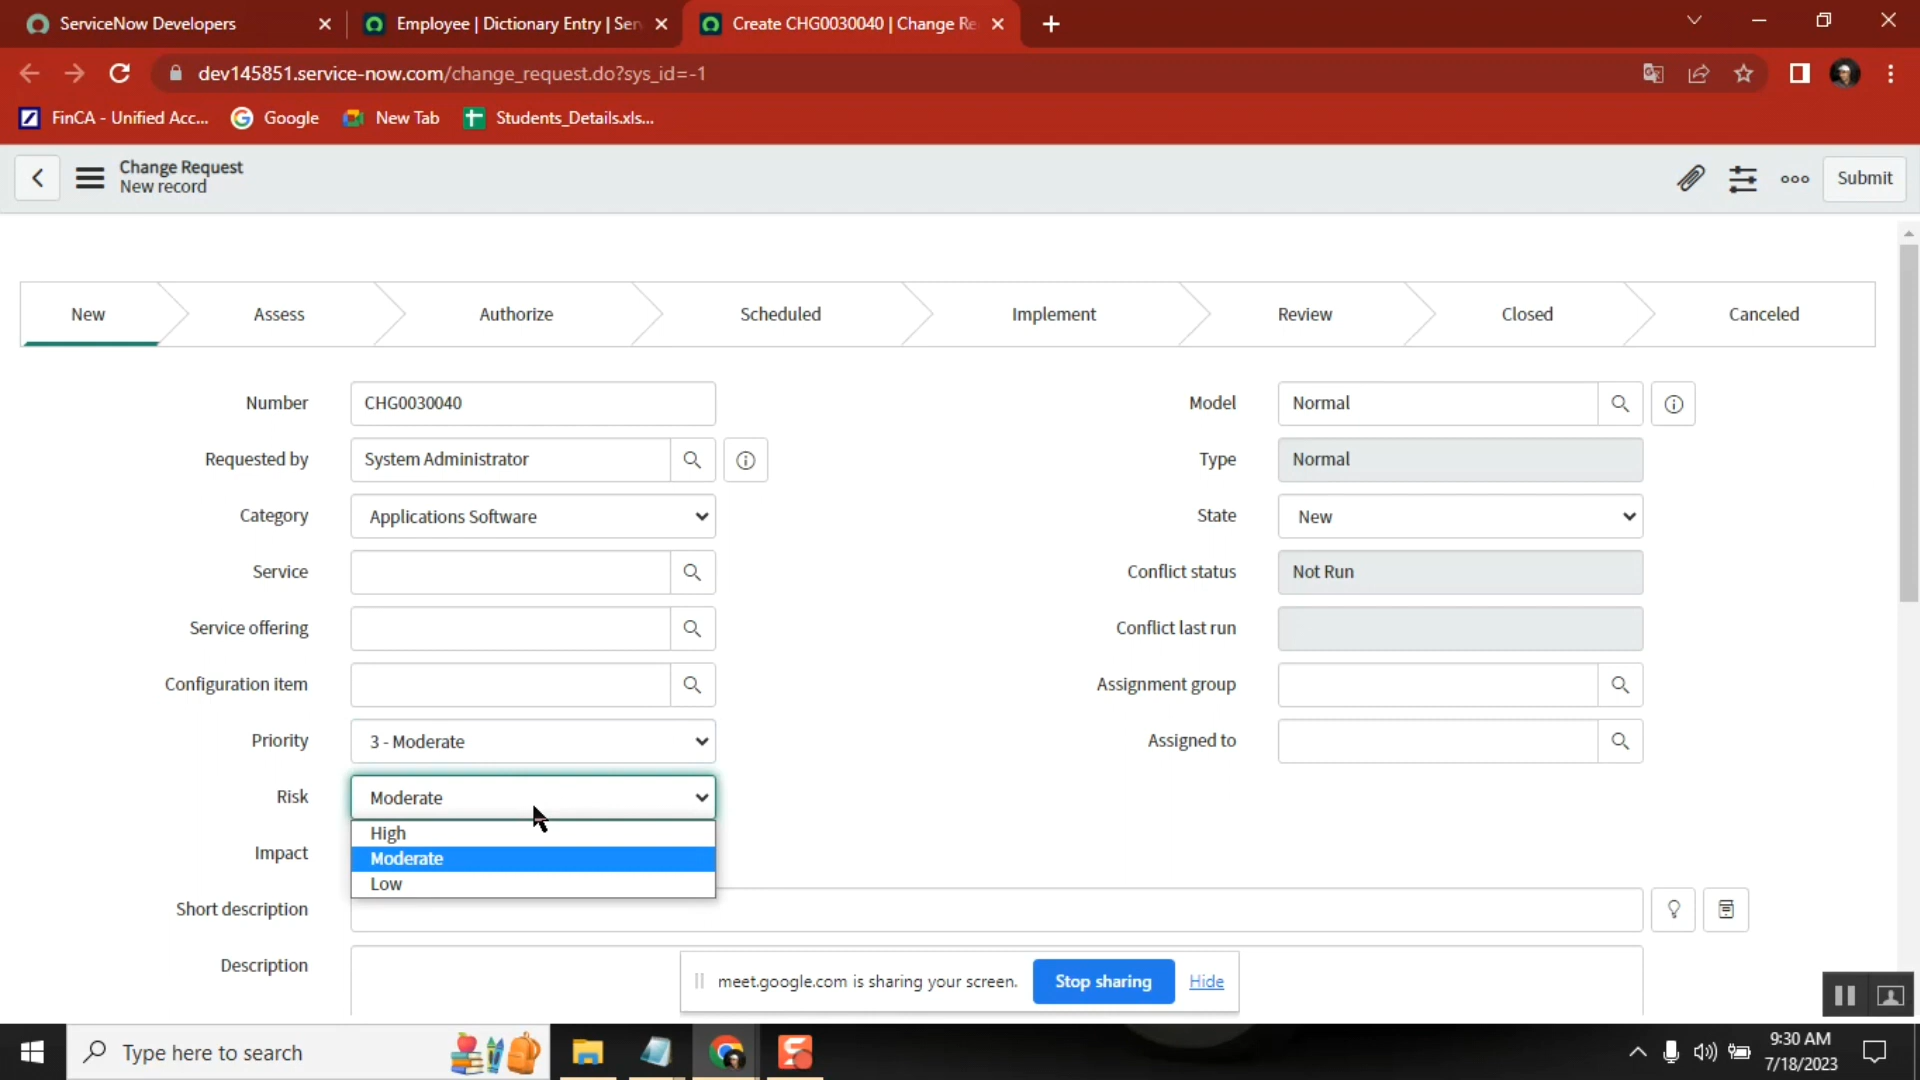 ServiceNow Developers
Employee | Dictionary Entry | Ser
Create CHG0030040 | Change Re
dev145851.service-now.com/change_request.do?sys_id=-1
FinCA - Unified Acc...
Google
New Tab
Students_Details.xls...
Change Request
New record
Submit
New
Assess
Authorize
Scheduled
Implement
Review
Closed
Canceled
Number
CHG0030040
Model
Normal
Requested by
System Administrator
Type
Normal
Category
Applications Software
State
New
Service
Conflict status
Not Run
Service offering
Conflict last run
Configuration item
Assignment group
Priority
3 - Moderate
Assigned to
Risk
Moderate
High
Moderate
Low
Impact
Short description
Description
meet.google.com is sharing your screen.
Stop sharing
Hide
Type here to search
9:30 AM
7/18/2023